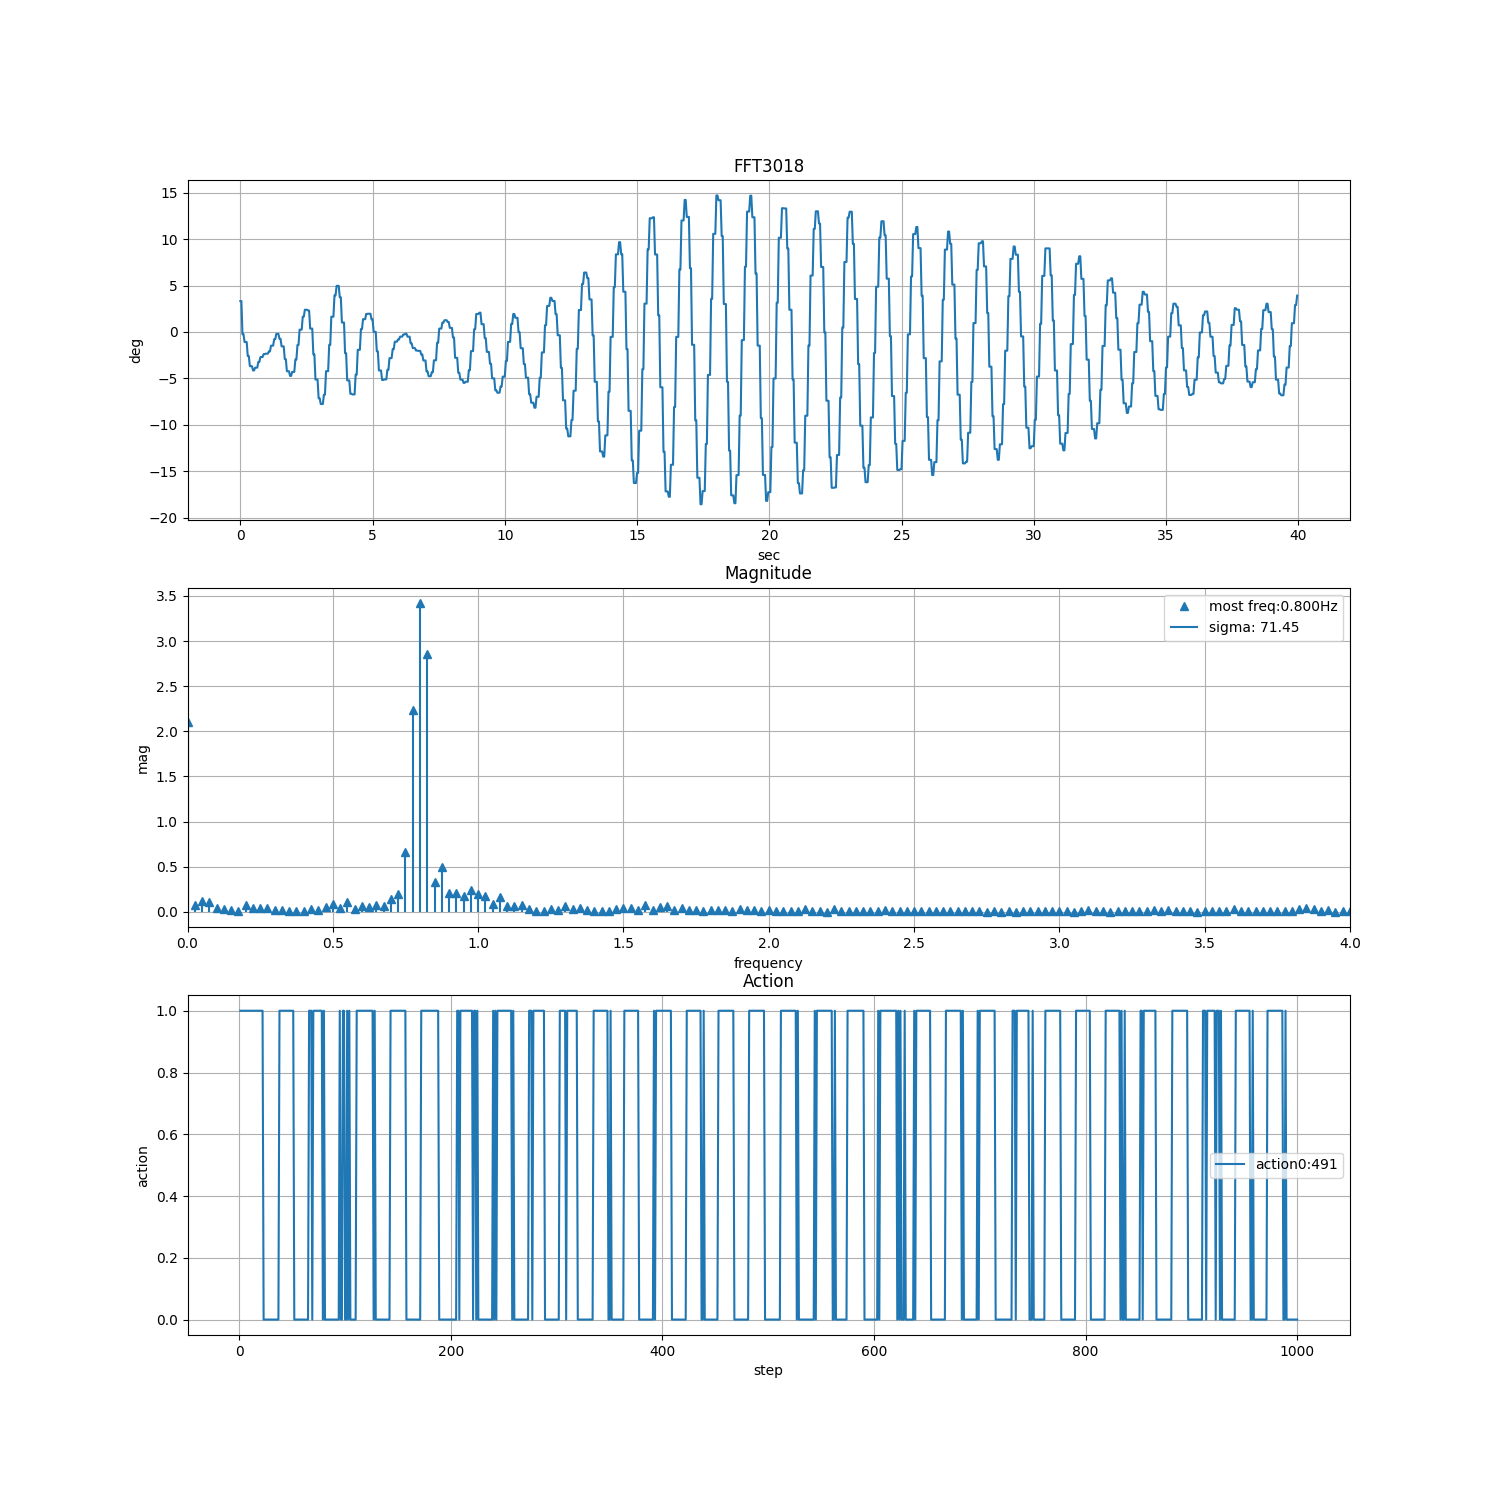 FFT3018
15
10
5
0
−5
−10
−15
−20
deg
0 5 10 15 20 25 30 35 40
sec
Magnitude
3.5
3.0
2.5
2.0
1.5
1.0
0.5
0.0
mag
most freq:0.800Hz
sigma: 71.45
0.0 0.5 1.0 1.5 2.0 2.5 3.0 3.5 4.0
frequency
Action
1.0
0.8
0.6
0.4
0.2
0.0
action
action0:491
0 200 400 600 800 1000
step